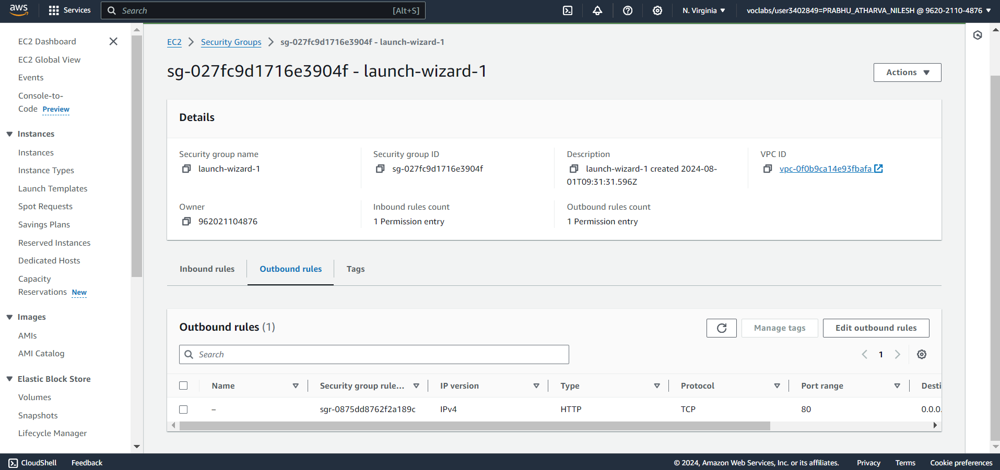 aws Services Search [Alt+S] N. Virginia voclabs/user3402849=PRABHU_ATHARVA_NILESH @ 9620-2110-4876
EC2 Dashboard
EC2 Global View
Events
Console-to-
Code Preview
Instances
Instances
Instance Types
Launch Templates
Spot Requests
Savings Plans
Reserved Instances
Dedicated Hosts
Capacity
Reservations New
Images
AMIs
AMI Catalog
Elastic Block Store
Volumes
Snapshots
Lifecycle Manager
EC2 Security Groups sg-027fc9d1716e3904f - launch-wizard-1
sg-027fc9d1716e3904f - launch-wizard-1
Actions
Details
Security group name
launch-wizard-1
Security group ID
sg-027fc9d1716e3904f
Description
launch-wizard-1 created 2024-08-
01T09:31:31.596Z
VPC ID
vpc-0f0b9ca14e93fbafa
Owner
962021104876
Inbound rules count
1 Permission entry
Outbound rules count
1 Permission entry
Inbound rules Outbound rules Tags
Outbound rules (1)
Manage tags Edit outbound rules
Search
1
Name Security group rule... IP version Type Protocol Port range Desti
– sgr-0875dd8762f2a189c IPv4 HTTP TCP 80 0.0.0.
CloudShell Feedback © 2024, Amazon Web Services, Inc. or its affiliates. Privacy Terms Cookie preferences